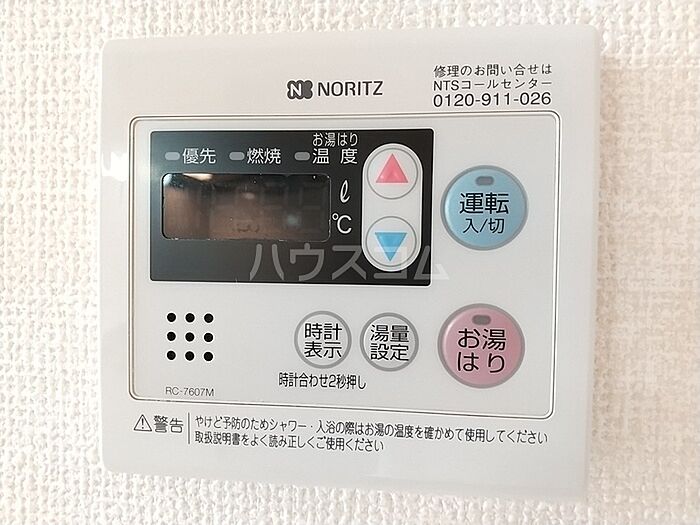 NORITZ
修理のお問い合せは
NTSコールセンター
0120-911-026
優先
燃焼
お湯はり
温度
ℓ
℃
運転
入/切
ハウスコム
時計
表示
湯量
設定
お湯
はり
時計合わせ2秒押し
RC-7607M
警告
やけど予防のためシャワー・入浴の際はお湯の温度を確かめて使用してください
取扱説明書をよく読み正しくご使用ください